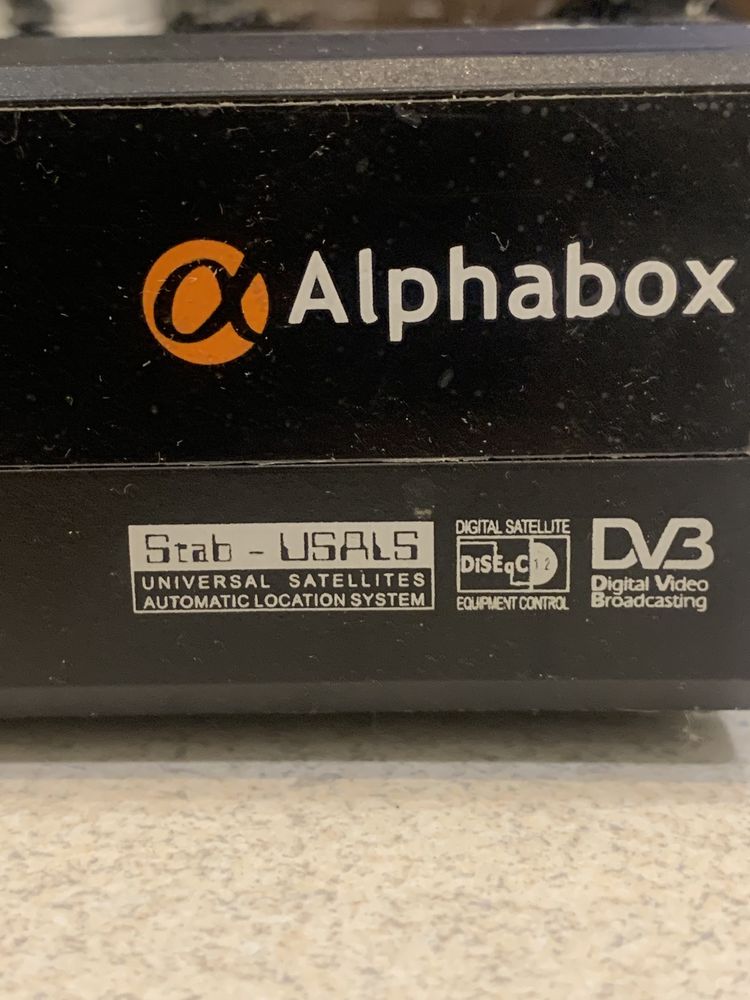 α Alphabox
Stab - USALS
UNIVERSAL SATELLITES
AUTOMATIC LOCATION SYSTEM
DIGITAL SATELLITE
DiSEqC 1 2
EQUIPMENT CONTROL
DVB
Digital Video
Broadcasting